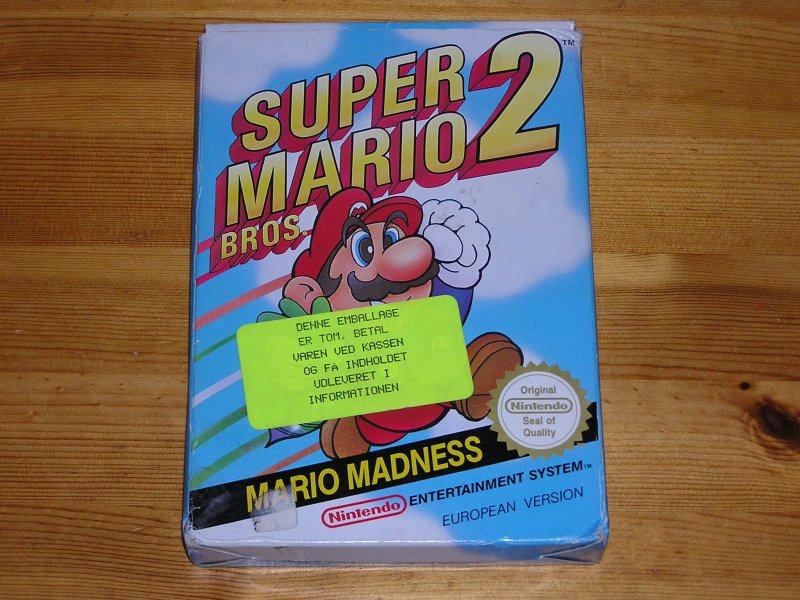 SUPER
MARIO 2
BROS.
TM
DENNE EMBALLAGE
ER TOM, BETAL
VAREN VED KASSEN
OG FÅ INDHOLDET
UDLEVERET I
INFORMATIONEN
Original
Nintendo
Seal of
Quality
MARIO MADNESS
Nintendo ENTERTAINMENT SYSTEM™
EUROPEAN VERSION